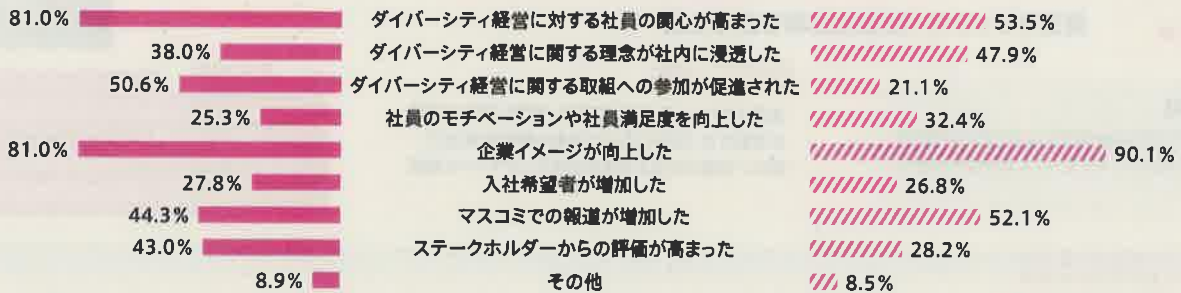 81.0% ダイバーシティ経営に対する社員の関心が高まった 53.5%
38.0% ダイバーシティ経営に関する理念が社内に浸透した 47.9%
50.6% ダイバーシティ経営に関する取組への参加が促進された 21.1%
25.3% 社員のモチベーションや社員満足度を向上した 32.4%
81.0% 企業イメージが向上した 90.1%
27.8% 入社希望者が増加した 26.8%
44.3% マスコミでの報道が増加した 52.1%
43.0% ステークホルダーからの評価が高まった 28.2%
8.9% その他 8.5%